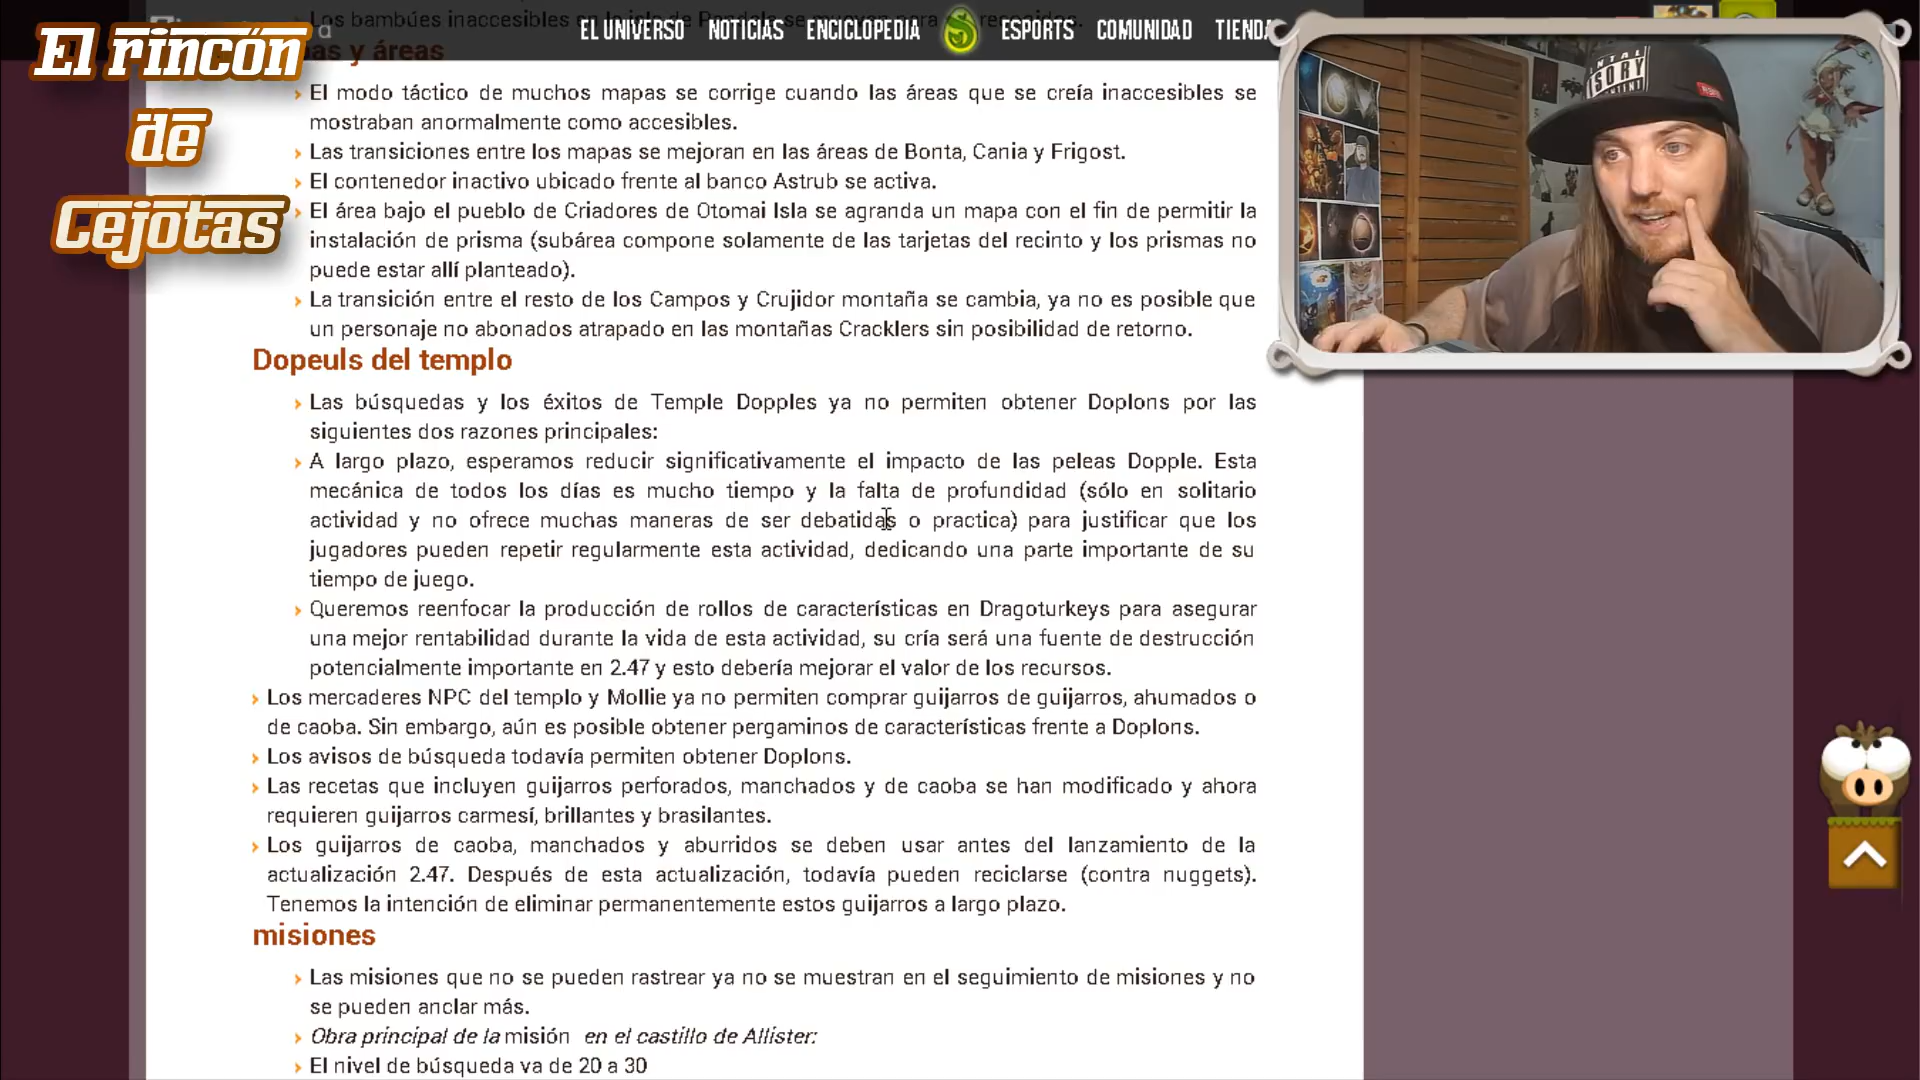 Los bambúes inaccesibles en la isla de Pandala se mueven para ser recogidos.
El rincón
de
Cejotas
EL UNIVERSO NOTICIAS ENCICLOPEDIA ESPORTS COMUNIDAD TIENDA
as y áreas
El modo táctico de muchos mapas se corrige cuando las áreas que se creía inaccesibles se
mostraban anormalmente como accesibles.
Las transiciones entre los mapas se mejoran en las áreas de Bonta, Cania y Frigost.
El contenedor inactivo ubicado frente al banco Astrub se activa.
El área bajo el pueblo de Criadores de Otomai Isla se agranda un mapa con el fin de permitir la
instalación de prisma (subárea compone solamente de las tarjetas del recinto y los prismas no
puede estar allí planteado).
La transición entre el resto de los Campos y Crujidor montaña se cambia, ya no es posible que
un personaje no abonados atrapado en las montañas Cracklers sin posibilidad de retorno.
Dopeuls del templo
Las búsquedas y los éxitos de Temple Dopples ya no permiten obtener Doplons por las
siguientes dos razones principales:
A largo plazo, esperamos reducir significativamente el impacto de las peleas Dopple. Esta
mecánica de todos los días es mucho tiempo y la falta de profundidad (sólo en solitario
actividad y no ofrece muchas maneras de ser debatidas o practica) para justificar que los
jugadores pueden repetir regularmente esta actividad, dedicando una parte importante de su
tiempo de juego.
Queremos reenfocar la producción de rollos de características en Dragoturkeys para asegurar
una mejor rentabilidad durante la vida de esta actividad, su cría será una fuente de destrucción
potencialmente importante en 2.47 y esto debería mejorar el valor de los recursos.
Los mercaderes NPC del templo y Mollie ya no permiten comprar guijarros de guijarros, ahumados o
de caoba. Sin embargo, aún es posible obtener pergaminos de características frente a Doplons.
Los avisos de búsqueda todavía permiten obtener Doplons.
Las recetas que incluyen guijarros perforados, manchados y de caoba se han modificado y ahora
requieren guijarros carmesí, brillantes y brasilantes.
Los guijarros de caoba, manchados y aburridos se deben usar antes del lanzamiento de la
actualización 2.47. Después de esta actualización, todavía pueden reciclarse (contra nuggets).
Tenemos la intención de eliminar permanentemente estos guijarros a largo plazo.
misiones
Las misiones que no se pueden rastrear ya no se muestran en el seguimiento de misiones y no
se pueden anclar más.
Obra principal de la misión en el castillo de Allister:
El nivel de búsqueda va de 20 a 30